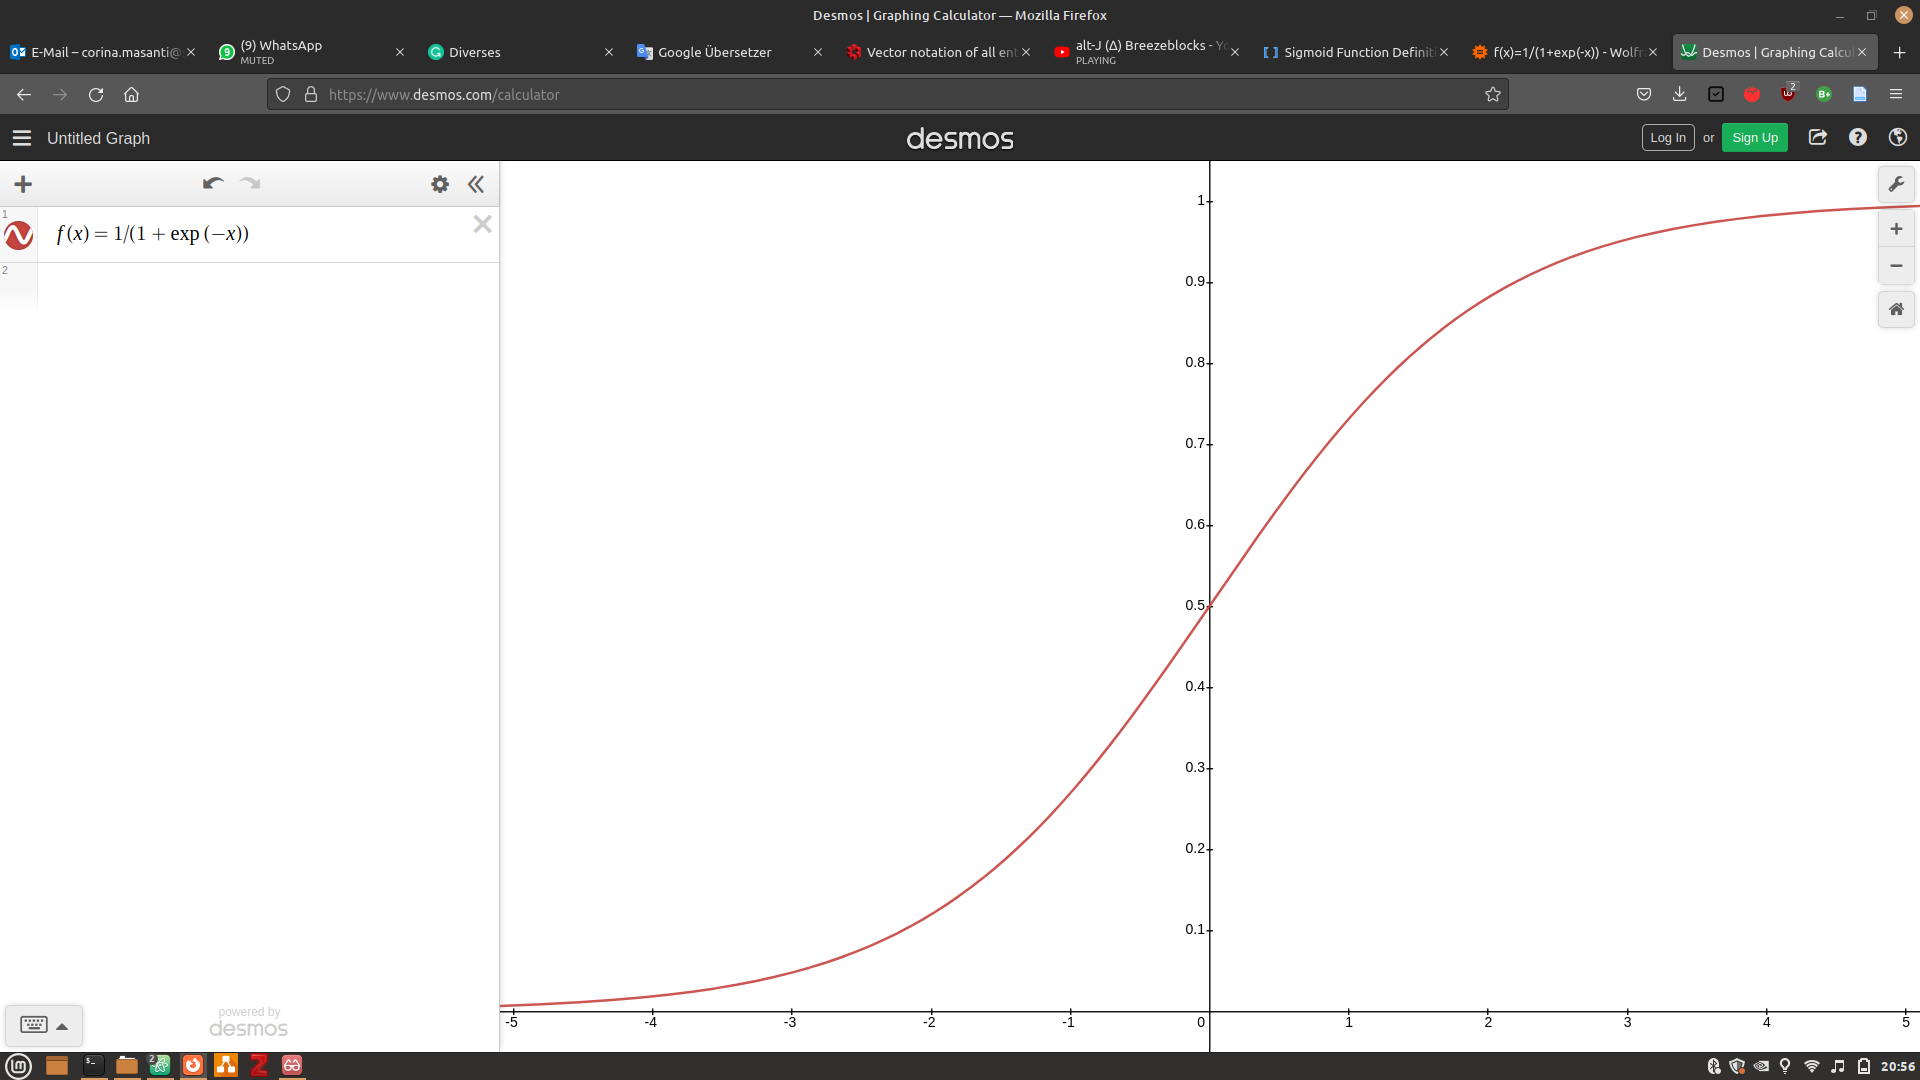 Desmos | Graphing Calculator — Mozilla Firefox
E-Mail – corina.masanti@
(9) WhatsApp
MUTED
Diverses
Google Übersetzer
Vector notation of all ent
alt-J (∆) Breezeblocks - Yo
PLAYING
Sigmoid Function Definiti
f(x)=1/(1+exp(-x)) - Wolfr
Desmos | Graphing Calcul
https://www.desmos.com/calculator
2
B+
Untitled Graph
desmos
Log In
or
Sign Up
1
f(x) = 1/(1 + exp(−x))
2
1
0.9
0.8
0.7
0.6
0.5
0.4
0.3
0.2
0.1
-5
-4
-3
-2
-1
0
1
2
3
4
5
powered by
desmos
2
20:56